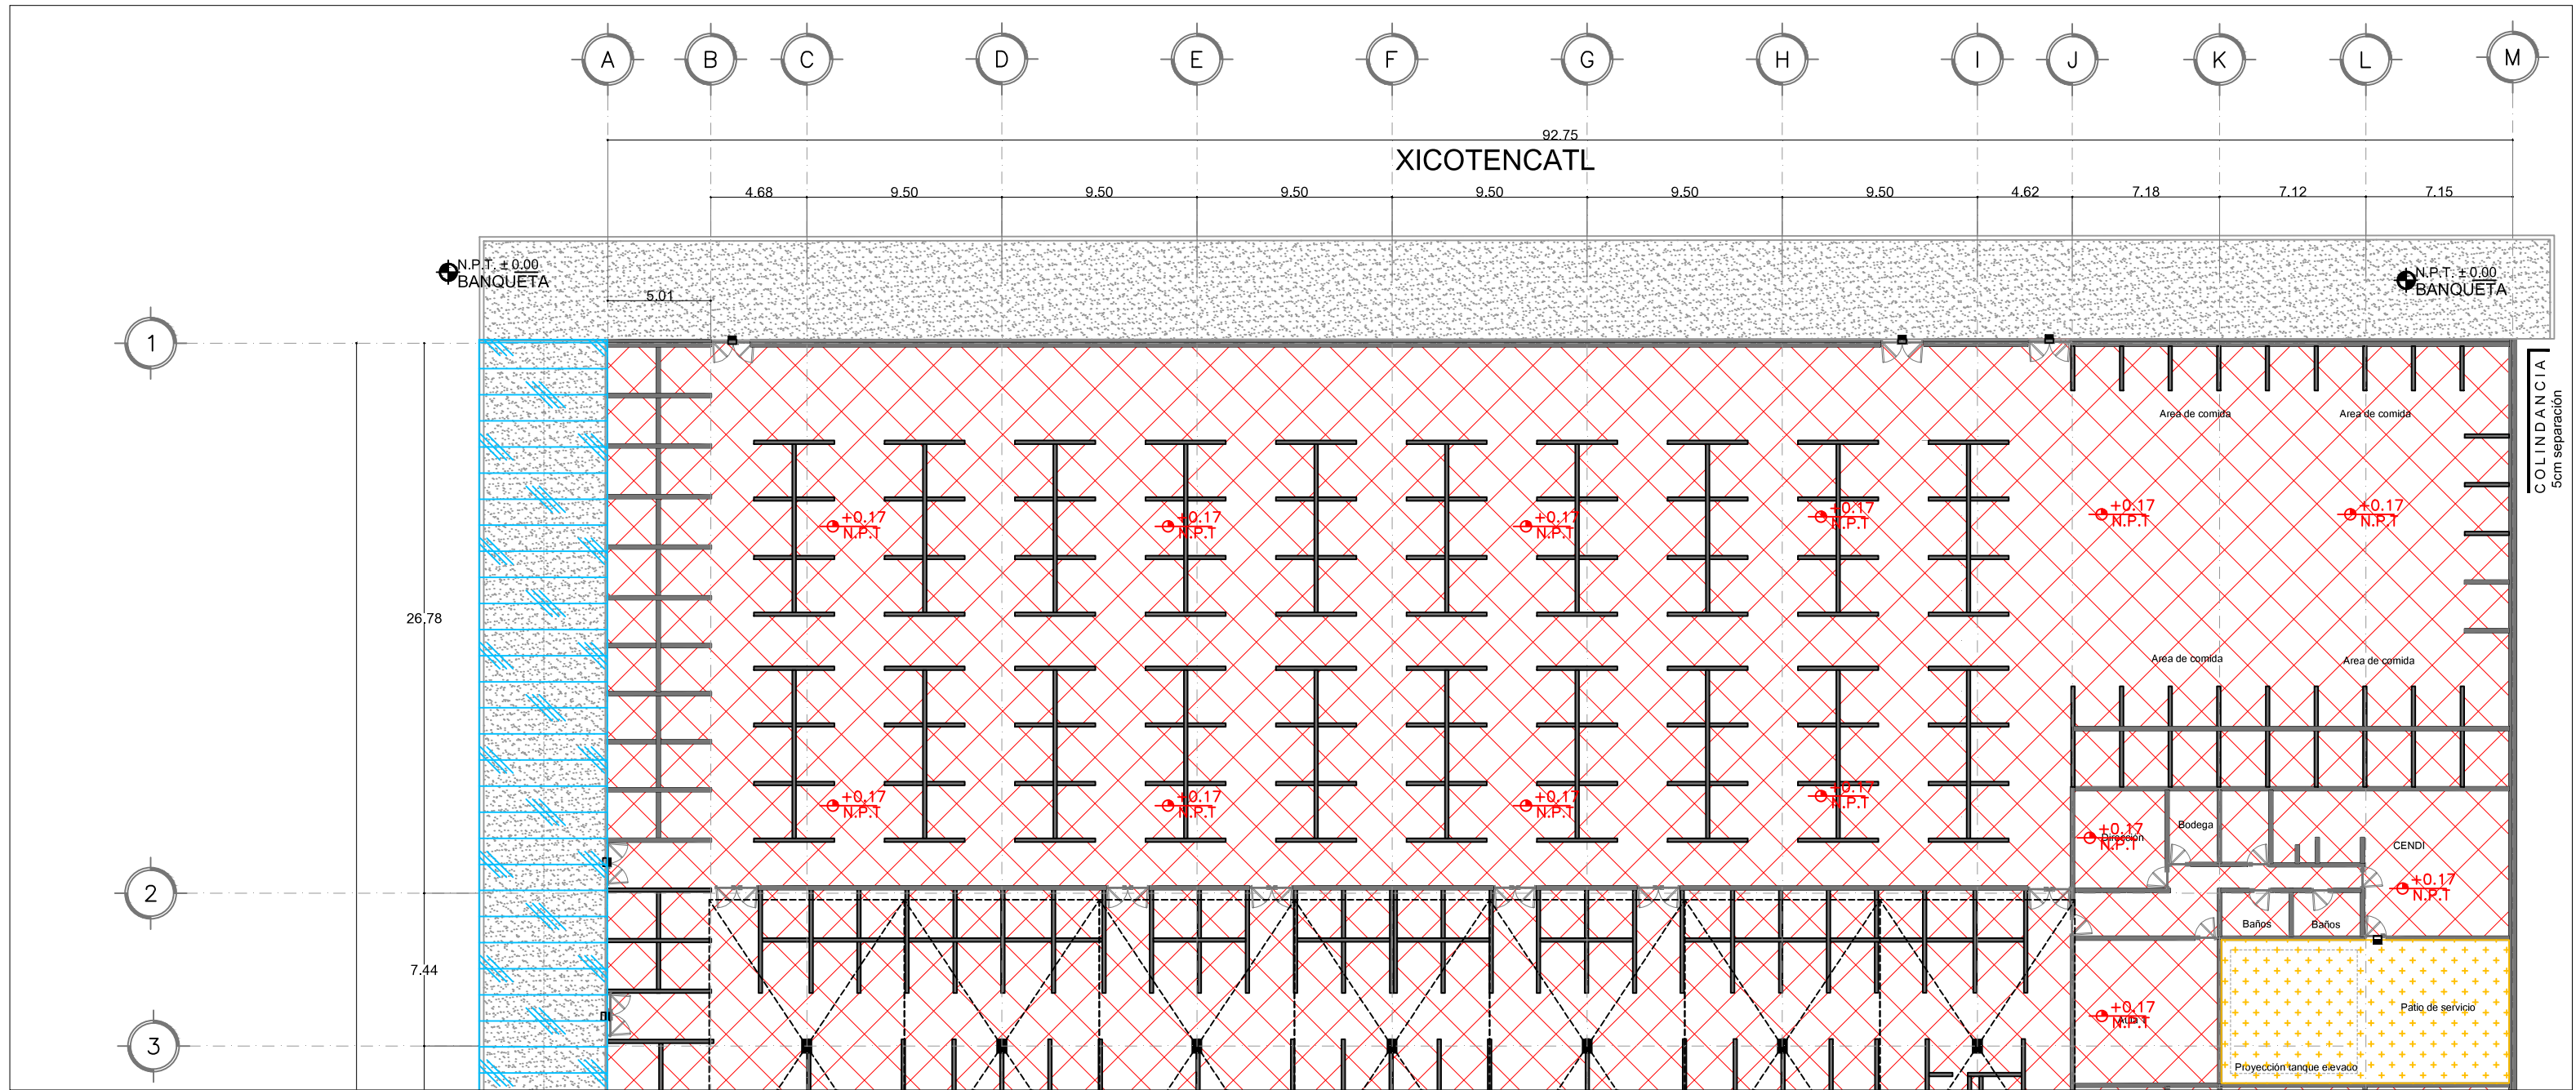 A B C D E F G H I J K L M
92.75
XICOTENCATL
4.68 9.50 9.50 9.50 9.50 9.50 9.50 4.62 7.18 7.12 7.15
N.P.T. ±0.00
BANQUETA
N.P.T. ±0.00
BANQUETA
5.01
1
COLINDANCIA
5cm separación
Area de comida Area de comida
+0.17
N.P.T
+0.17
N.P.T
+0.17
N.P.T
+0.17
N.P.T
+0.17
N.P.T
+0.17
N.P.T
26.78
Area de comida Area de comida
+0.17
N.P.T
+0.17
N.P.T
+0.17
N.P.T
+0.17
N.P.T
Bodega
+0.17
Dirección
N.P.T
CENDI
2
+0.17
N.P.T
Baños Baños
7.44
Patio de servicio
+0.17
N.P.T
Aula
3
Proyección tanque elevado